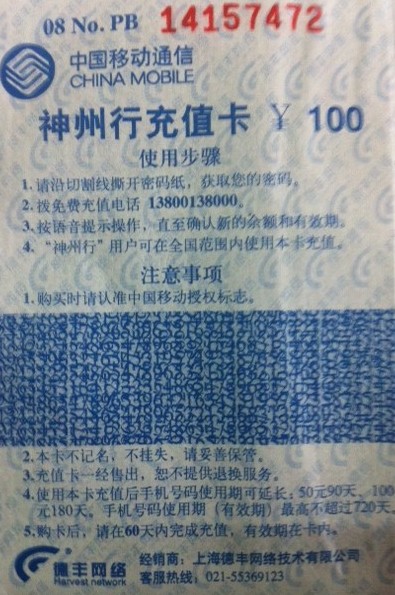 08 No. PB 14157472
中国移动通信
CHINA MOBILE
神州行充值卡 ¥ 100
使用步骤
1. 请沿切割线撕开密码纸，获取您的密码。
2. 拨免费充值电话 13800138000。
3. 按语音提示操作，直至确认新的余额和有效期。
4. “神州行”用户可在全国范围内使用本卡充值。
注意事项
1. 购买时请认准中国移动授权标志。
2. 本卡不记名，不挂失，请妥善保管。
3. 充值卡一经售出，恕不提供退换服务。
4. 使用本卡充值后手机号码使用期可延长：50元90天、100
元180天。手机号码使用期（有效期）最高不超过720天
5. 购卡后，请在60天内完成充值，有效期在卡内。
德丰网络
Harvest network
经销商：上海德丰网络技术有限公司
客服热线：021-55369123